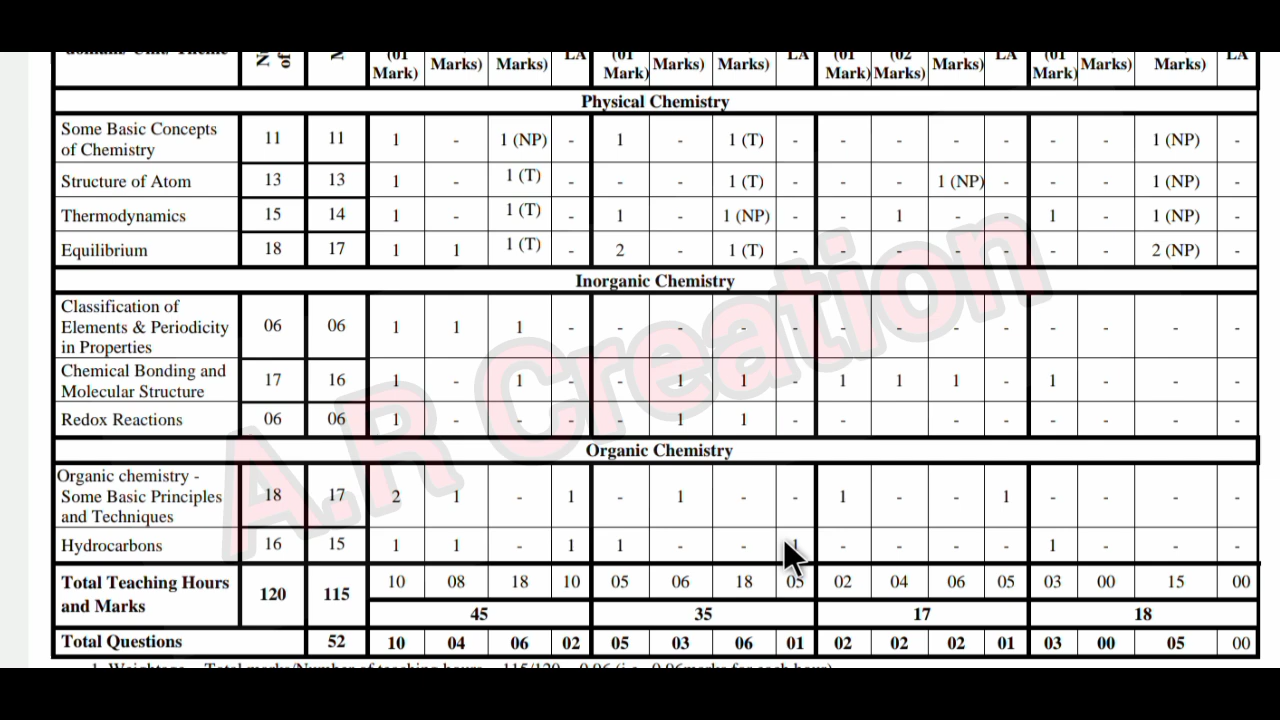 domain/ Unit/ Theme
(01 Mark) Marks) Marks) LA (01 Mark) Marks) Marks) LA (01 Mark) (02 Marks) Marks) LA (01 Mark) Marks) Marks) LA
Physical Chemistry
Some Basic Concepts of Chemistry 11 11 1 - 1 (NP) - 1 - 1 (T) - - - - - - - 1 (NP) -
Structure of Atom 13 13 1 - 1 (T) - - - 1 (T) - - - 1 (NP) - - - 1 (NP) -
Thermodynamics 15 14 1 - 1 (T) - 1 - 1 (NP) - - 1 - - 1 - 1 (NP) -
Equilibrium 18 17 1 1 1 (T) - 2 - 1 (T) - - - - - - - 2 (NP) -
Inorganic Chemistry
Classification of Elements & Periodicity in Properties 06 06 1 1 1 - - - - - - - - - - - - -
Chemical Bonding and Molecular Structure 17 16 1 - 1 - - 1 1 - 1 1 1 - 1 - - -
Redox Reactions 06 06 1 - - - - 1 1 - - - - - - -
Organic Chemistry
Organic chemistry - Some Basic Principles and Techniques 18 17 2 1 - 1 - 1 - - 1 - - 1 - - - -
Hydrocarbons 16 15 1 1 - 1 1 - - 1 - - - - 1 - - -
Total Teaching Hours and Marks 120 115 10 08 18 10 05 06 18 05 02 04 06 05 03 00 15 00
45 35 17 18
Total Questions 52 10 04 06 02 05 03 06 01 02 02 02 01 03 00 05 00
A.R Creation